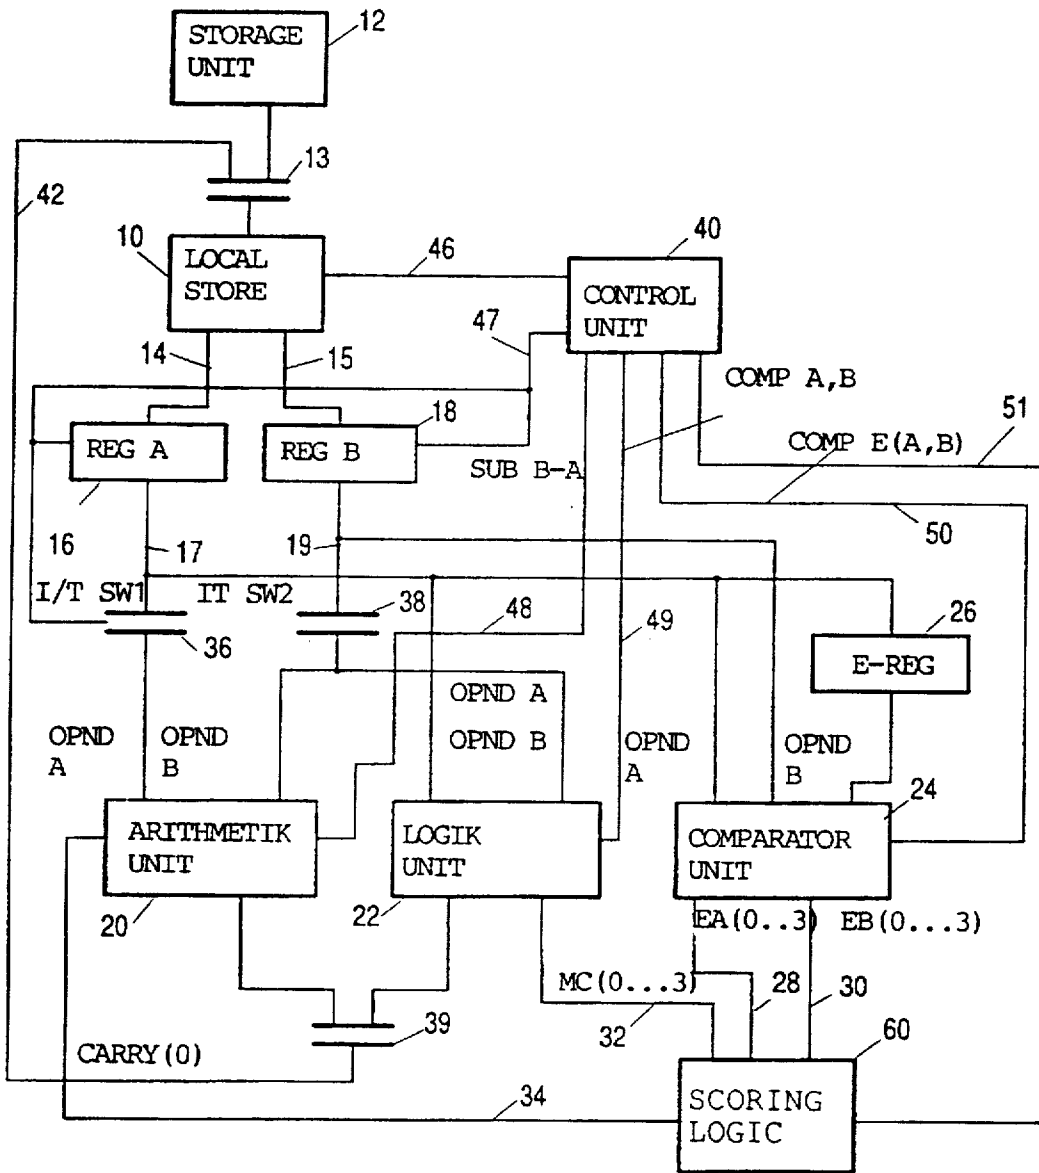 STORAGE
UNIT
12
13
42
10
LOCAL
STORE
46
40
CONTROL
UNIT
47
14
15
COMP A,B
18
REG A
REG B
SUB B-A
COMP E(A,B)
51
16
17
19
50
I/T SW1
IT SW2
38
48
49
26
36
E-REG
OPND A
OPND B
OPND
A
OPND
B
OPND
A
OPND
B
24
ARITHMETIK
UNIT
LOGIK
UNIT
COMPARATOR
UNIT
20
22
EA(0..3)
EB(0...3)
MC(0...3)
28
30
32
39
60
CARRY(0)
34
SCORING
LOGIC